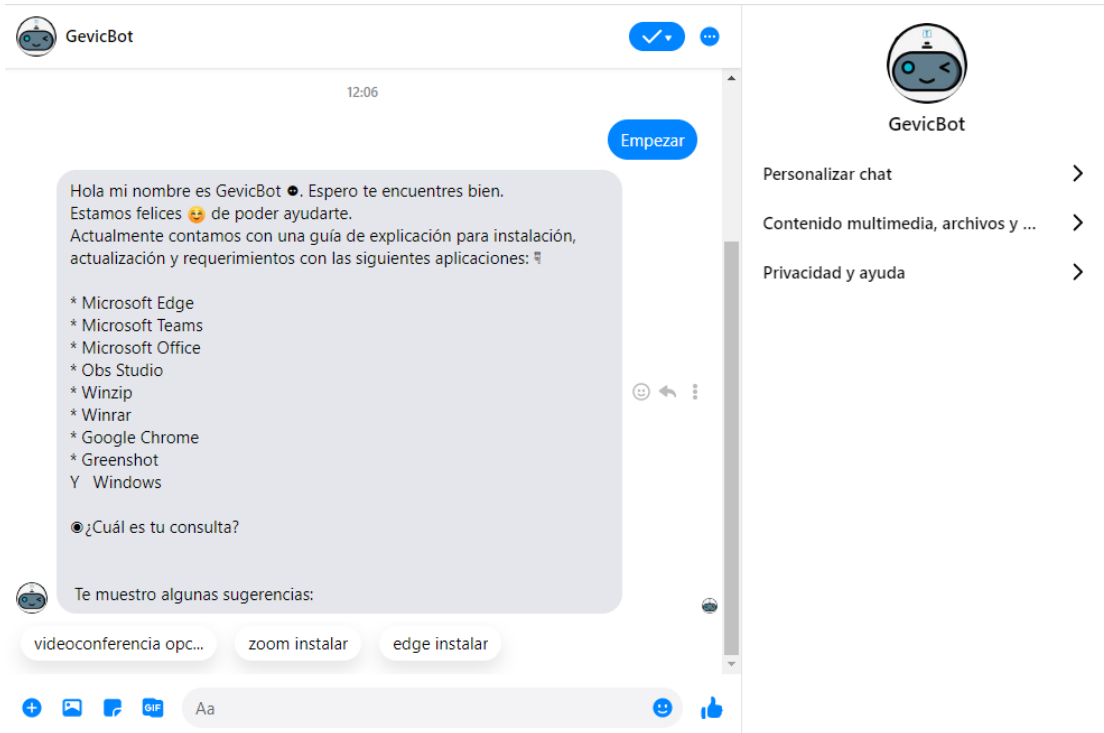 GevicBot
12:06
Empezar
Hola mi nombre es GevicBot. Espero te encuentres bien.
Estamos felices 😊 de poder ayudarte.
Actualmente contamos con una guía de explicación para instalación,
actualización y requerimientos con las siguientes aplicaciones: 👇
* Microsoft Edge
* Microsoft Teams
* Microsoft Office
* Obs Studio
* Winzip
* Winrar
* Google Chrome
* Greenshot
Y Windows
◉¿Cuál es tu consulta?
Te muestro algunas sugerencias:
videoconferencia opc...
zoom instalar
edge instalar
GIF
Aa
GevicBot
Personalizar chat
Contenido multimedia, archivos y ...
Privacidad y ayuda